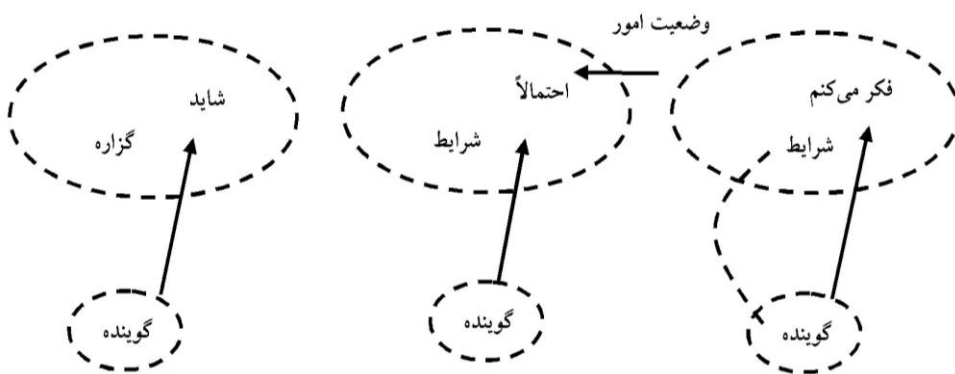 وضعیت امور
فکر می‌کنم
شرایط
گوینده
احتمالاً
شرایط
گوینده
شاید
گزاره
گوینده